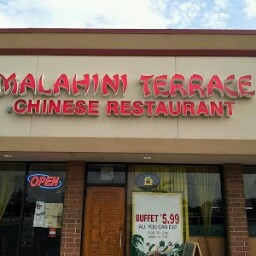 MALAHINI TERRACE
CHINESE RESTAURANT
OPEN
BUFFET $5.99
ALL YOU CAN EAT